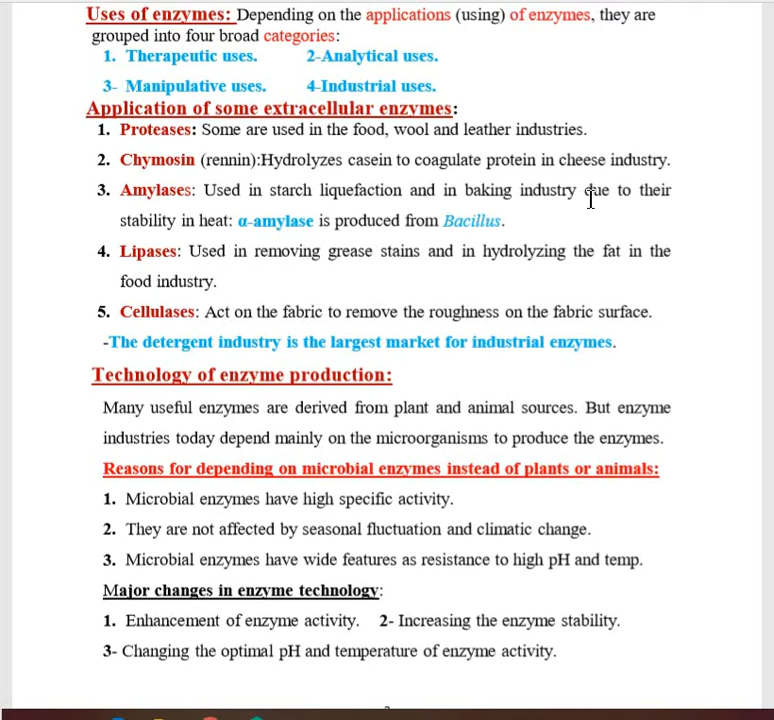 Uses of enzymes: Depending on the applications (using) of enzymes, they are
grouped into four broad categories:
1. Therapeutic uses. 2-Analytical uses.
3- Manipulative uses. 4-Industrial uses.
Application of some extracellular enzymes:
1. Proteases: Some are used in the food, wool and leather industries.
2. Chymosin (rennin):Hydrolyzes casein to coagulate protein in cheese industry.
3. Amylases: Used in starch liquefaction and in baking industry due to their
stability in heat: α-amylase is produced from Bacillus.
4. Lipases: Used in removing grease stains and in hydrolyzing the fat in the
food industry.
5. Cellulases: Act on the fabric to remove the roughness on the fabric surface.
-The detergent industry is the largest market for industrial enzymes.
Technology of enzyme production:
Many useful enzymes are derived from plant and animal sources. But enzyme
industries today depend mainly on the microorganisms to produce the enzymes.
Reasons for depending on microbial enzymes instead of plants or animals:
1. Microbial enzymes have high specific activity.
2. They are not affected by seasonal fluctuation and climatic change.
3. Microbial enzymes have wide features as resistance to high pH and temp.
Major changes in enzyme technology:
1. Enhancement of enzyme activity. 2- Increasing the enzyme stability.
3- Changing the optimal pH and temperature of enzyme activity.